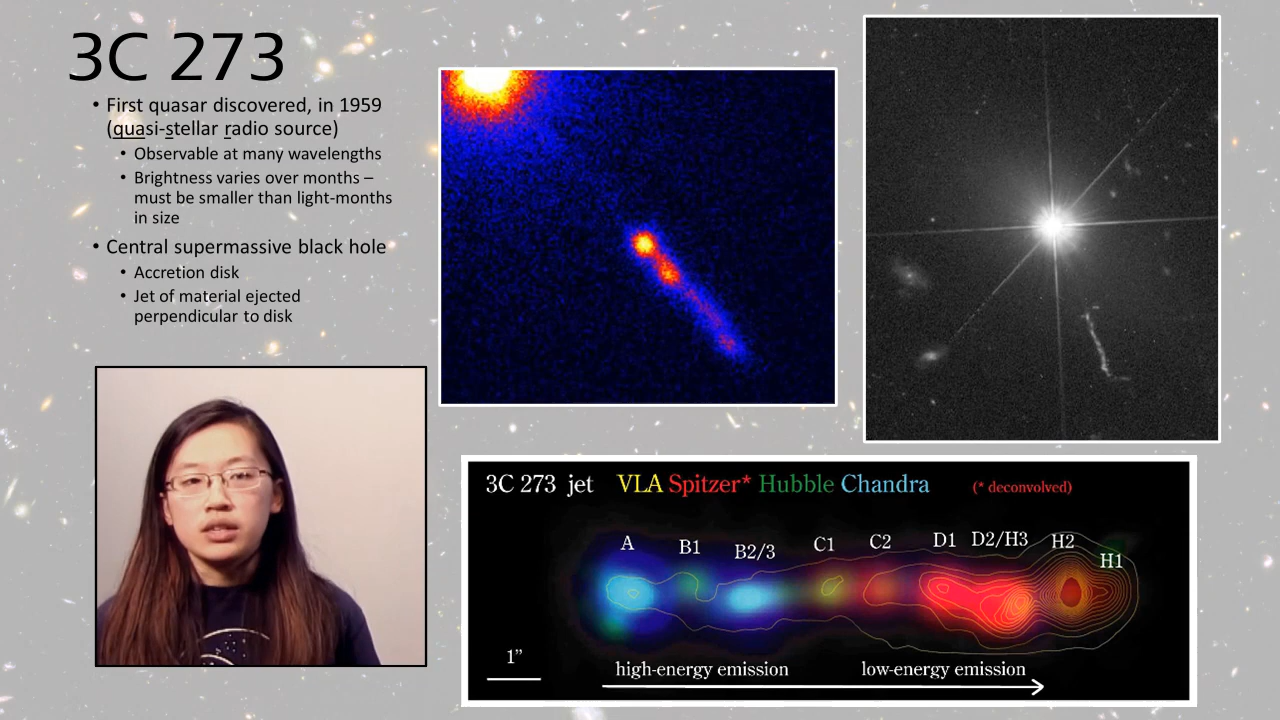 3C 273
• First quasar discovered, in 1959
(quasi-stellar radio source)
• Observable at many wavelengths
• Brightness varies over months –
must be smaller than light-months
in size
• Central supermassive black hole
• Accretion disk
• Jet of material ejected
perpendicular to disk
3C 273 jet VLA Spitzer* Hubble Chandra (* deconvolved)
A B1 B2/3 C1 C2 D1 D2/H3 H2 H1
1”
high-energy emission low-energy emission